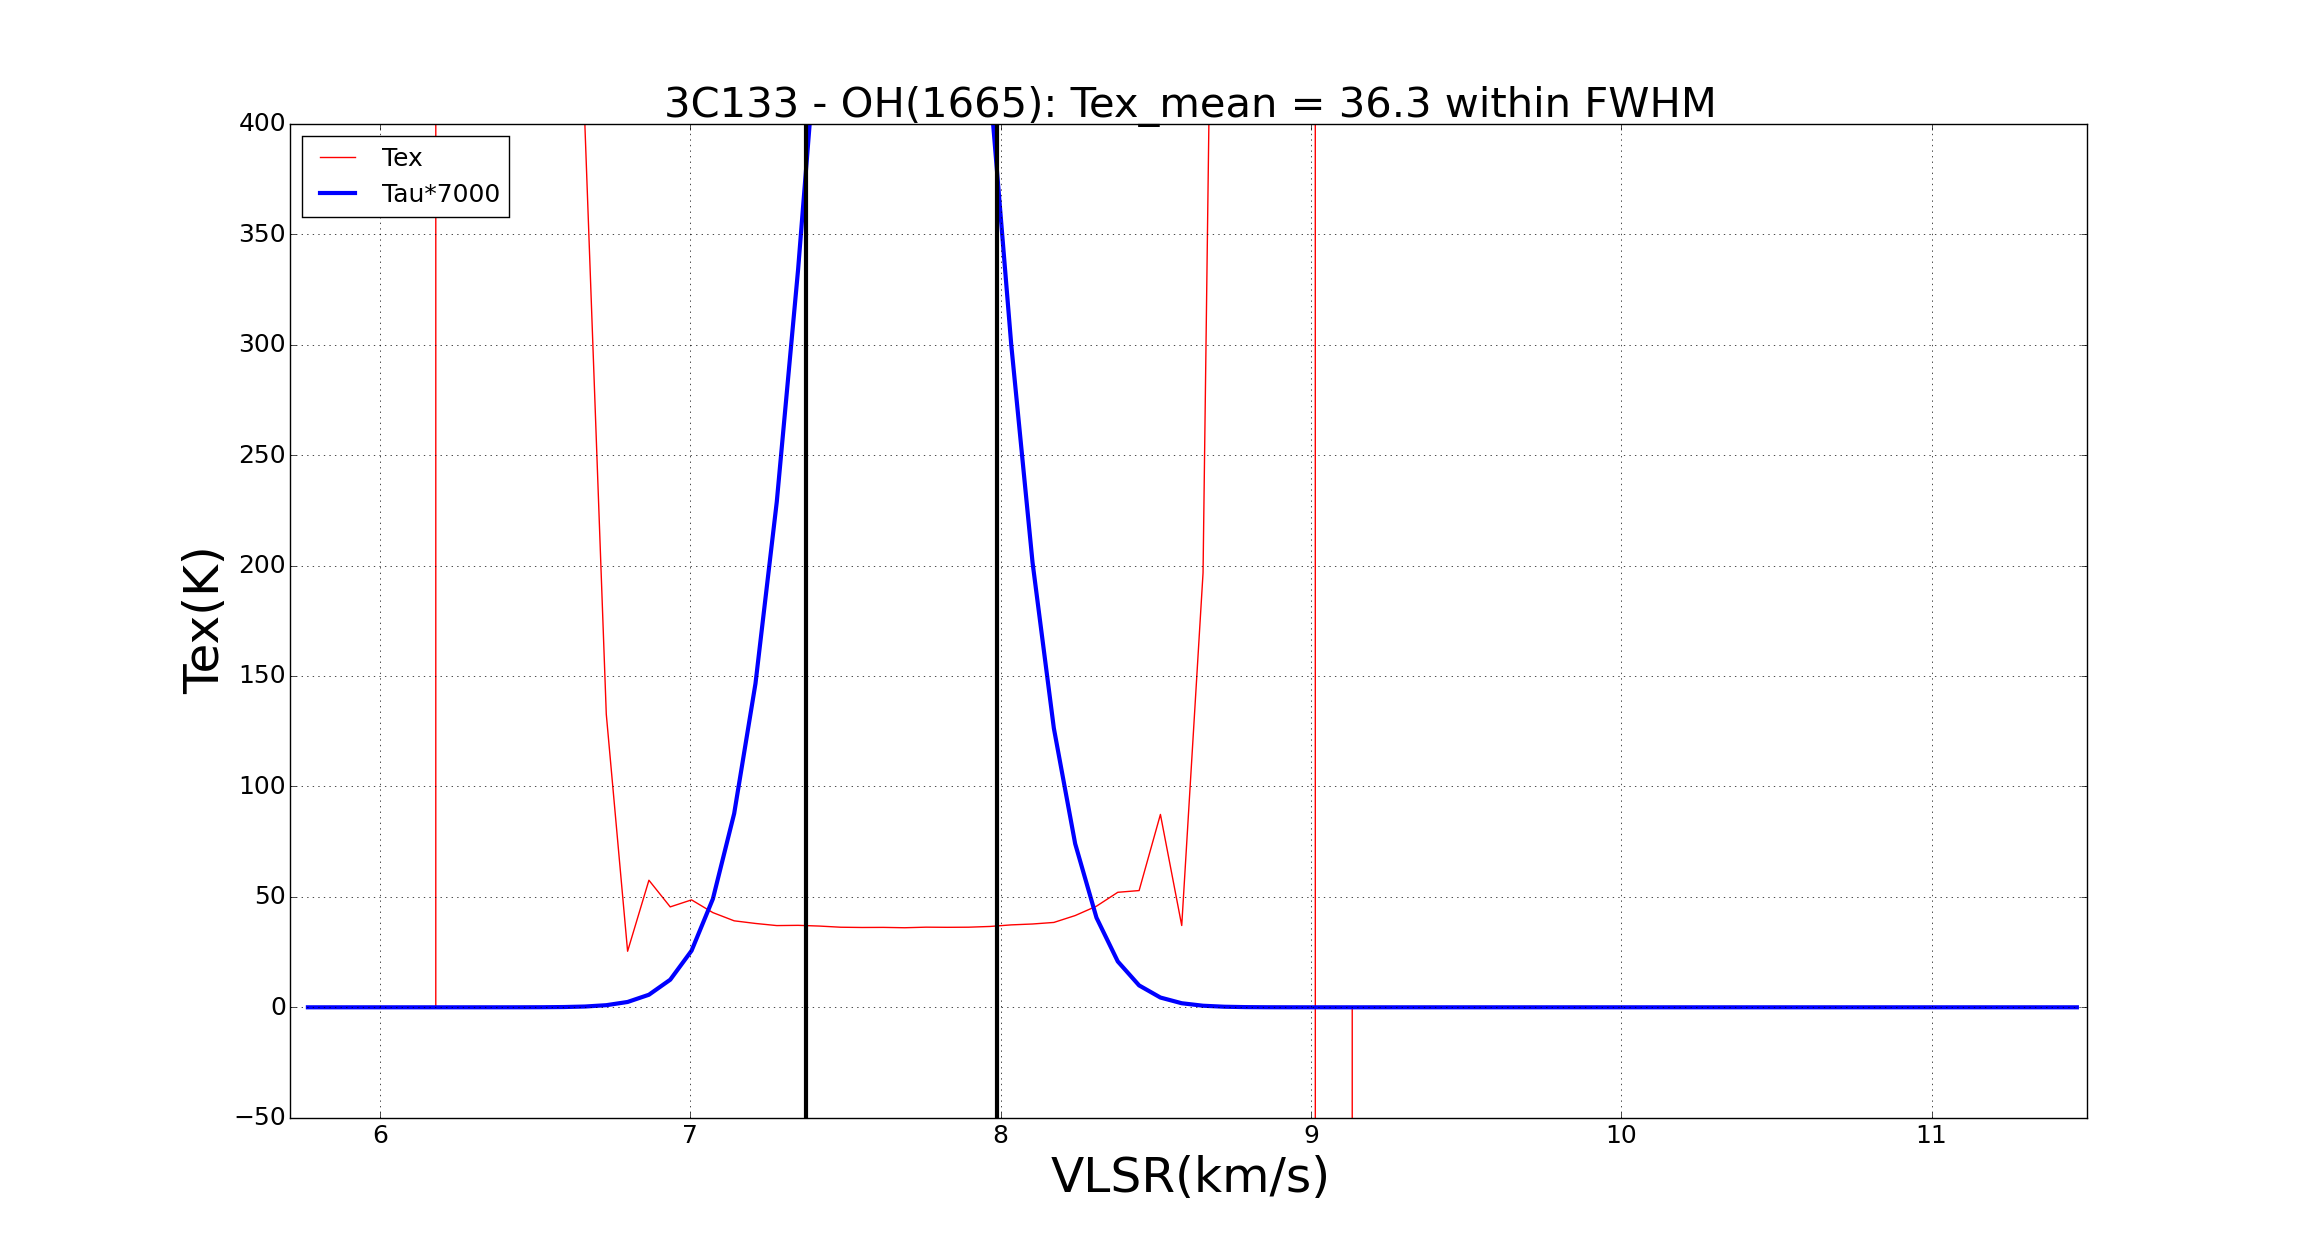 3C133 - OH(1665): Tex_mean = 36.3 within FWHM
Tex
Tau*7000
400
350
300
250
200
150
100
50
0
−50
Tex(K)
6 7 8 9 10 11
VLSR(km/s)